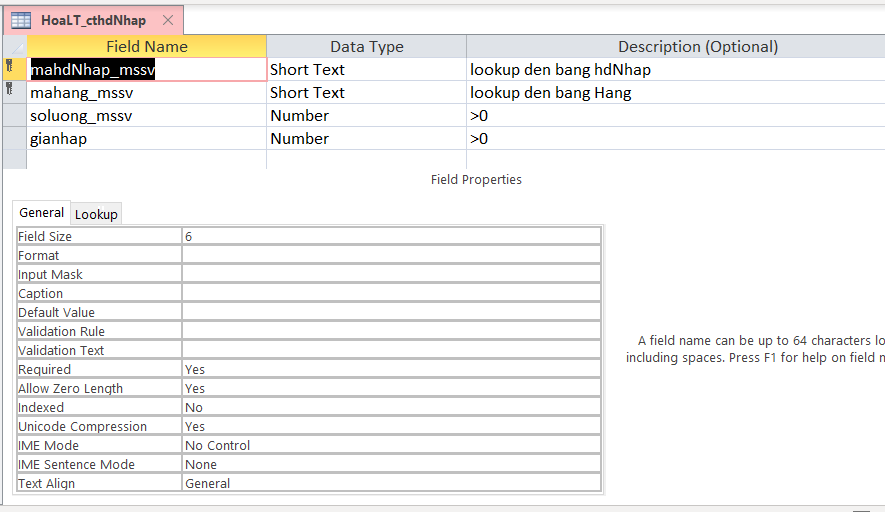 HoaLT_cthdNhap
Field Name Data Type Description (Optional)
mahdNhap_mssv Short Text lookup den bang hdNhap
mahang_mssv Short Text lookup den bang Hang
soluong_mssv Number >0
gianhap Number >0
Field Properties
General Lookup
Field Size 6
Format
Input Mask
Caption
Default Value
Validation Rule
Validation Text
Required Yes
Allow Zero Length Yes
Indexed No
Unicode Compression Yes
IME Mode No Control
IME Sentence Mode None
Text Align General
A field name can be up to 64 characters lo
including spaces. Press F1 for help on field n